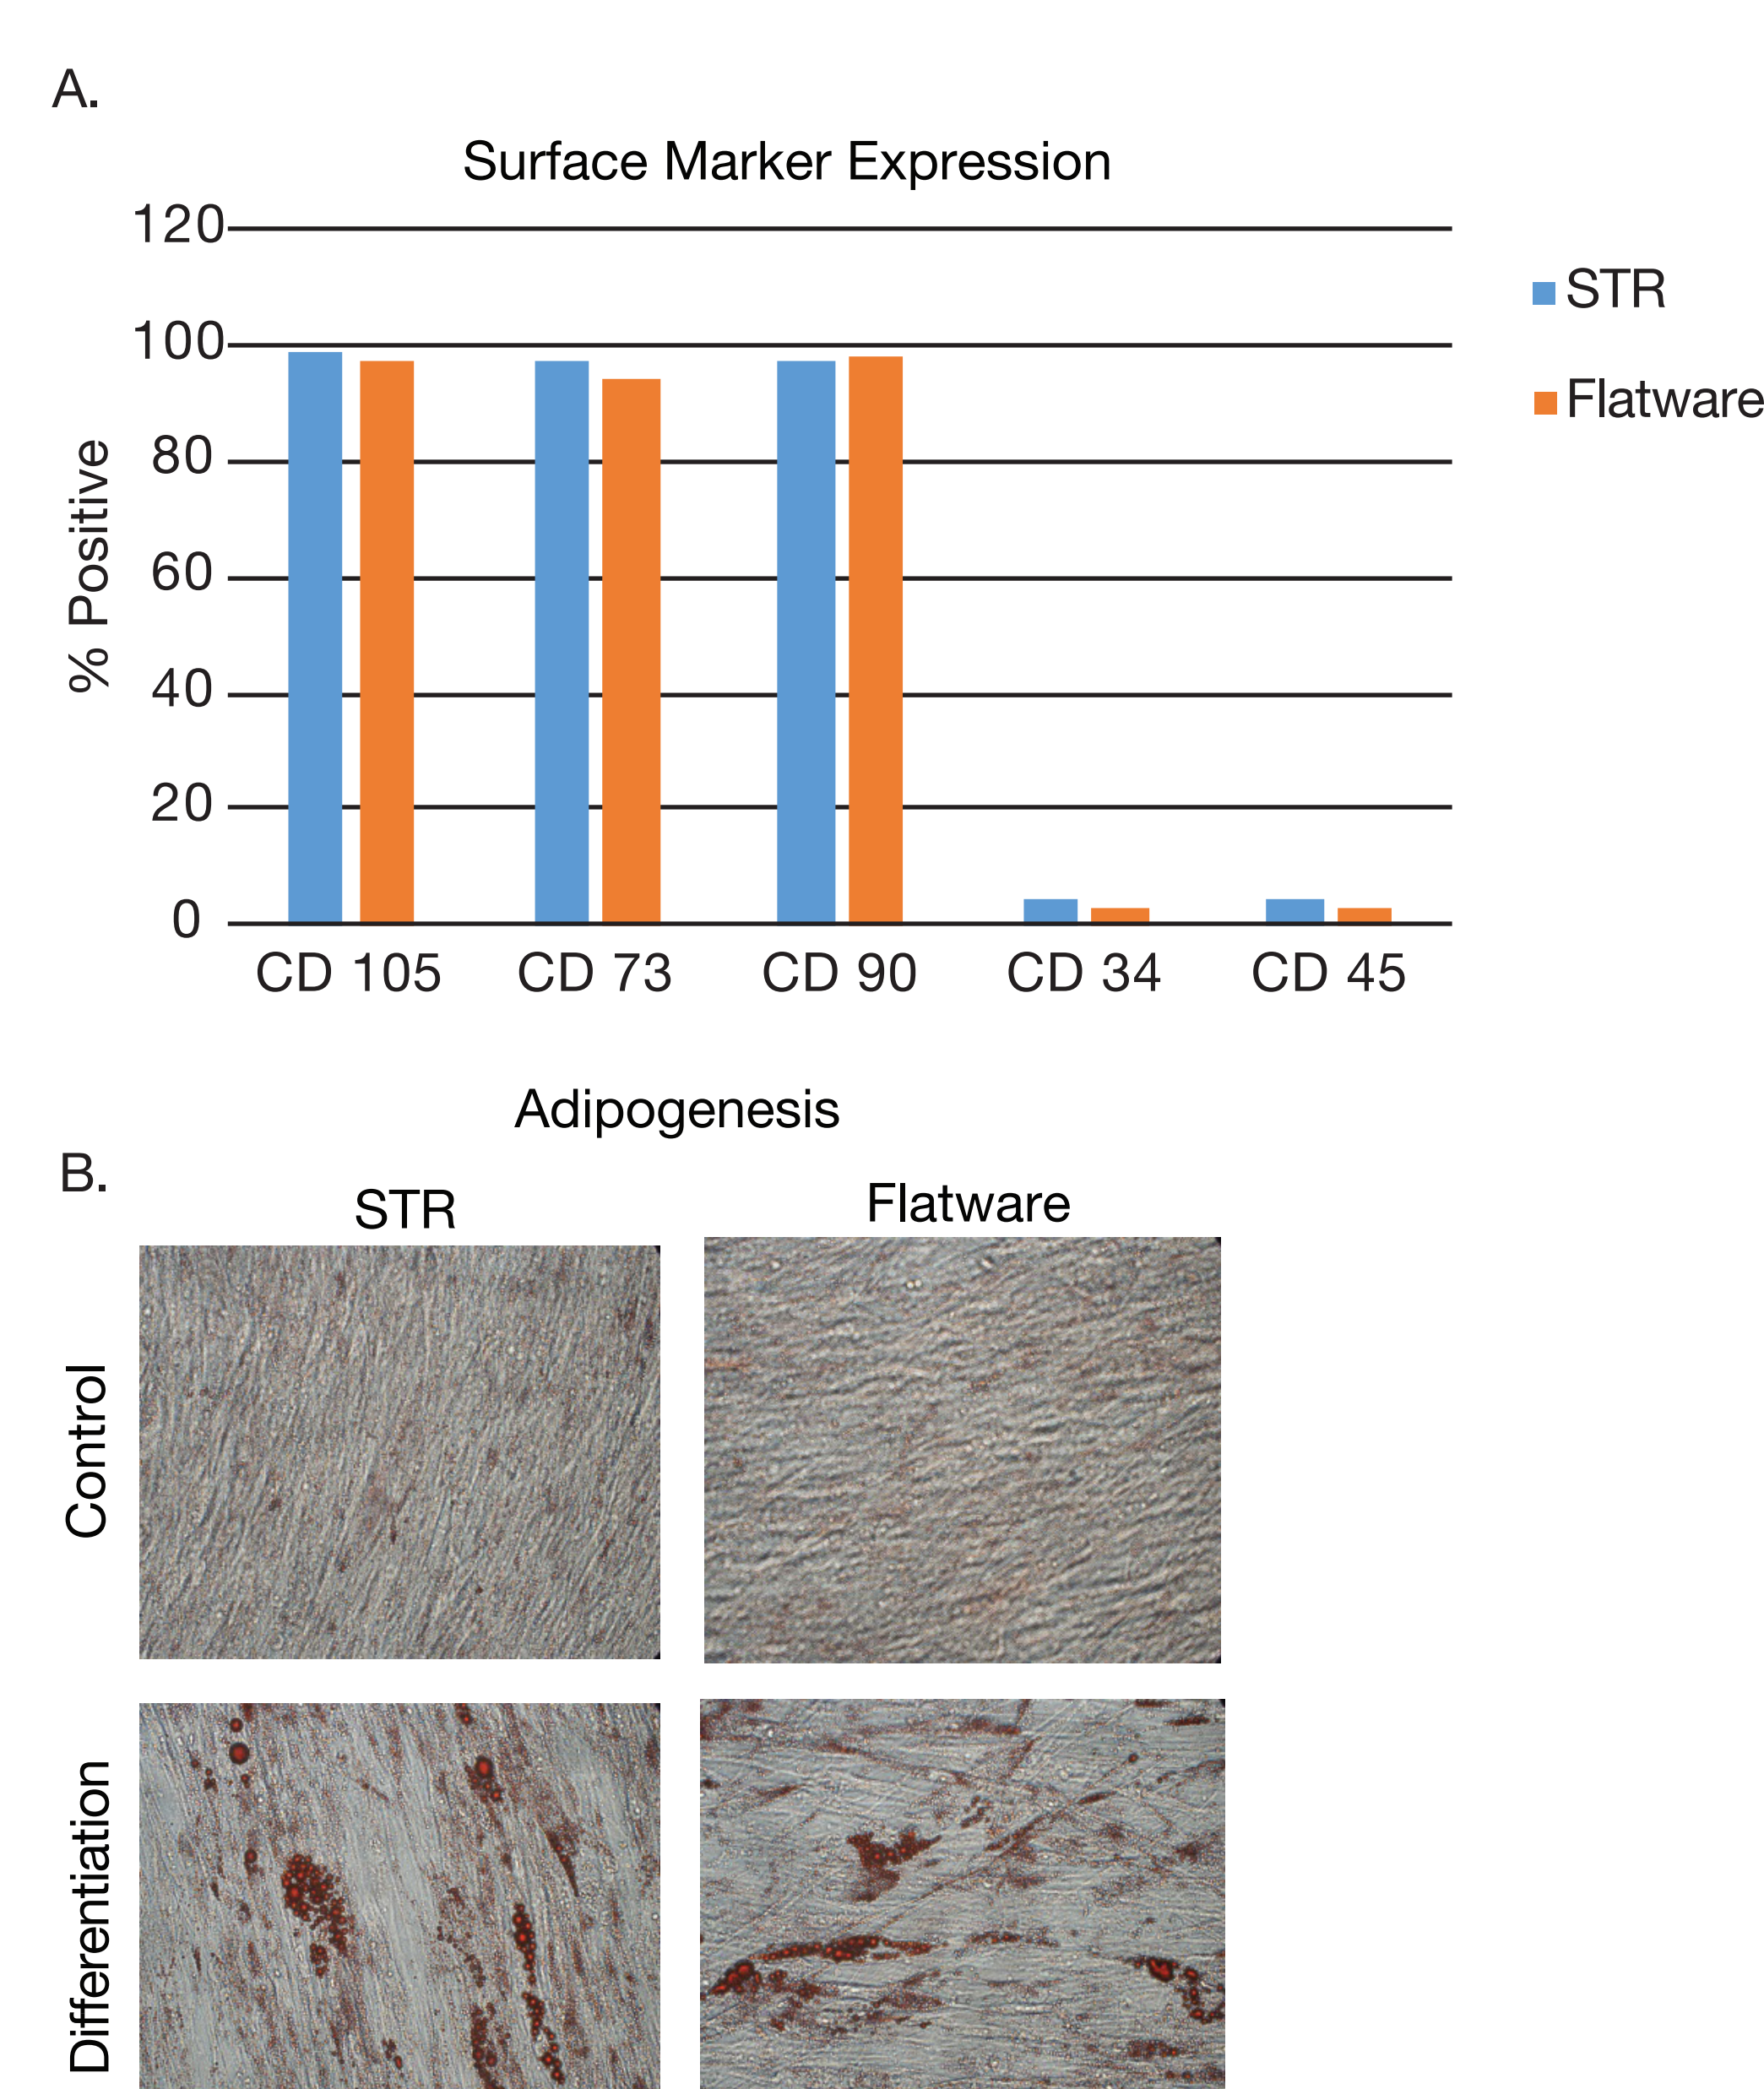 A.
Surface Marker Expression
120
100
80
60
40
20
0
% Positive
STR
Flatware
CD 105 CD 73 CD 90 CD 34 CD 45
Adipogenesis
B.
STR Flatware
Control
Differentiation